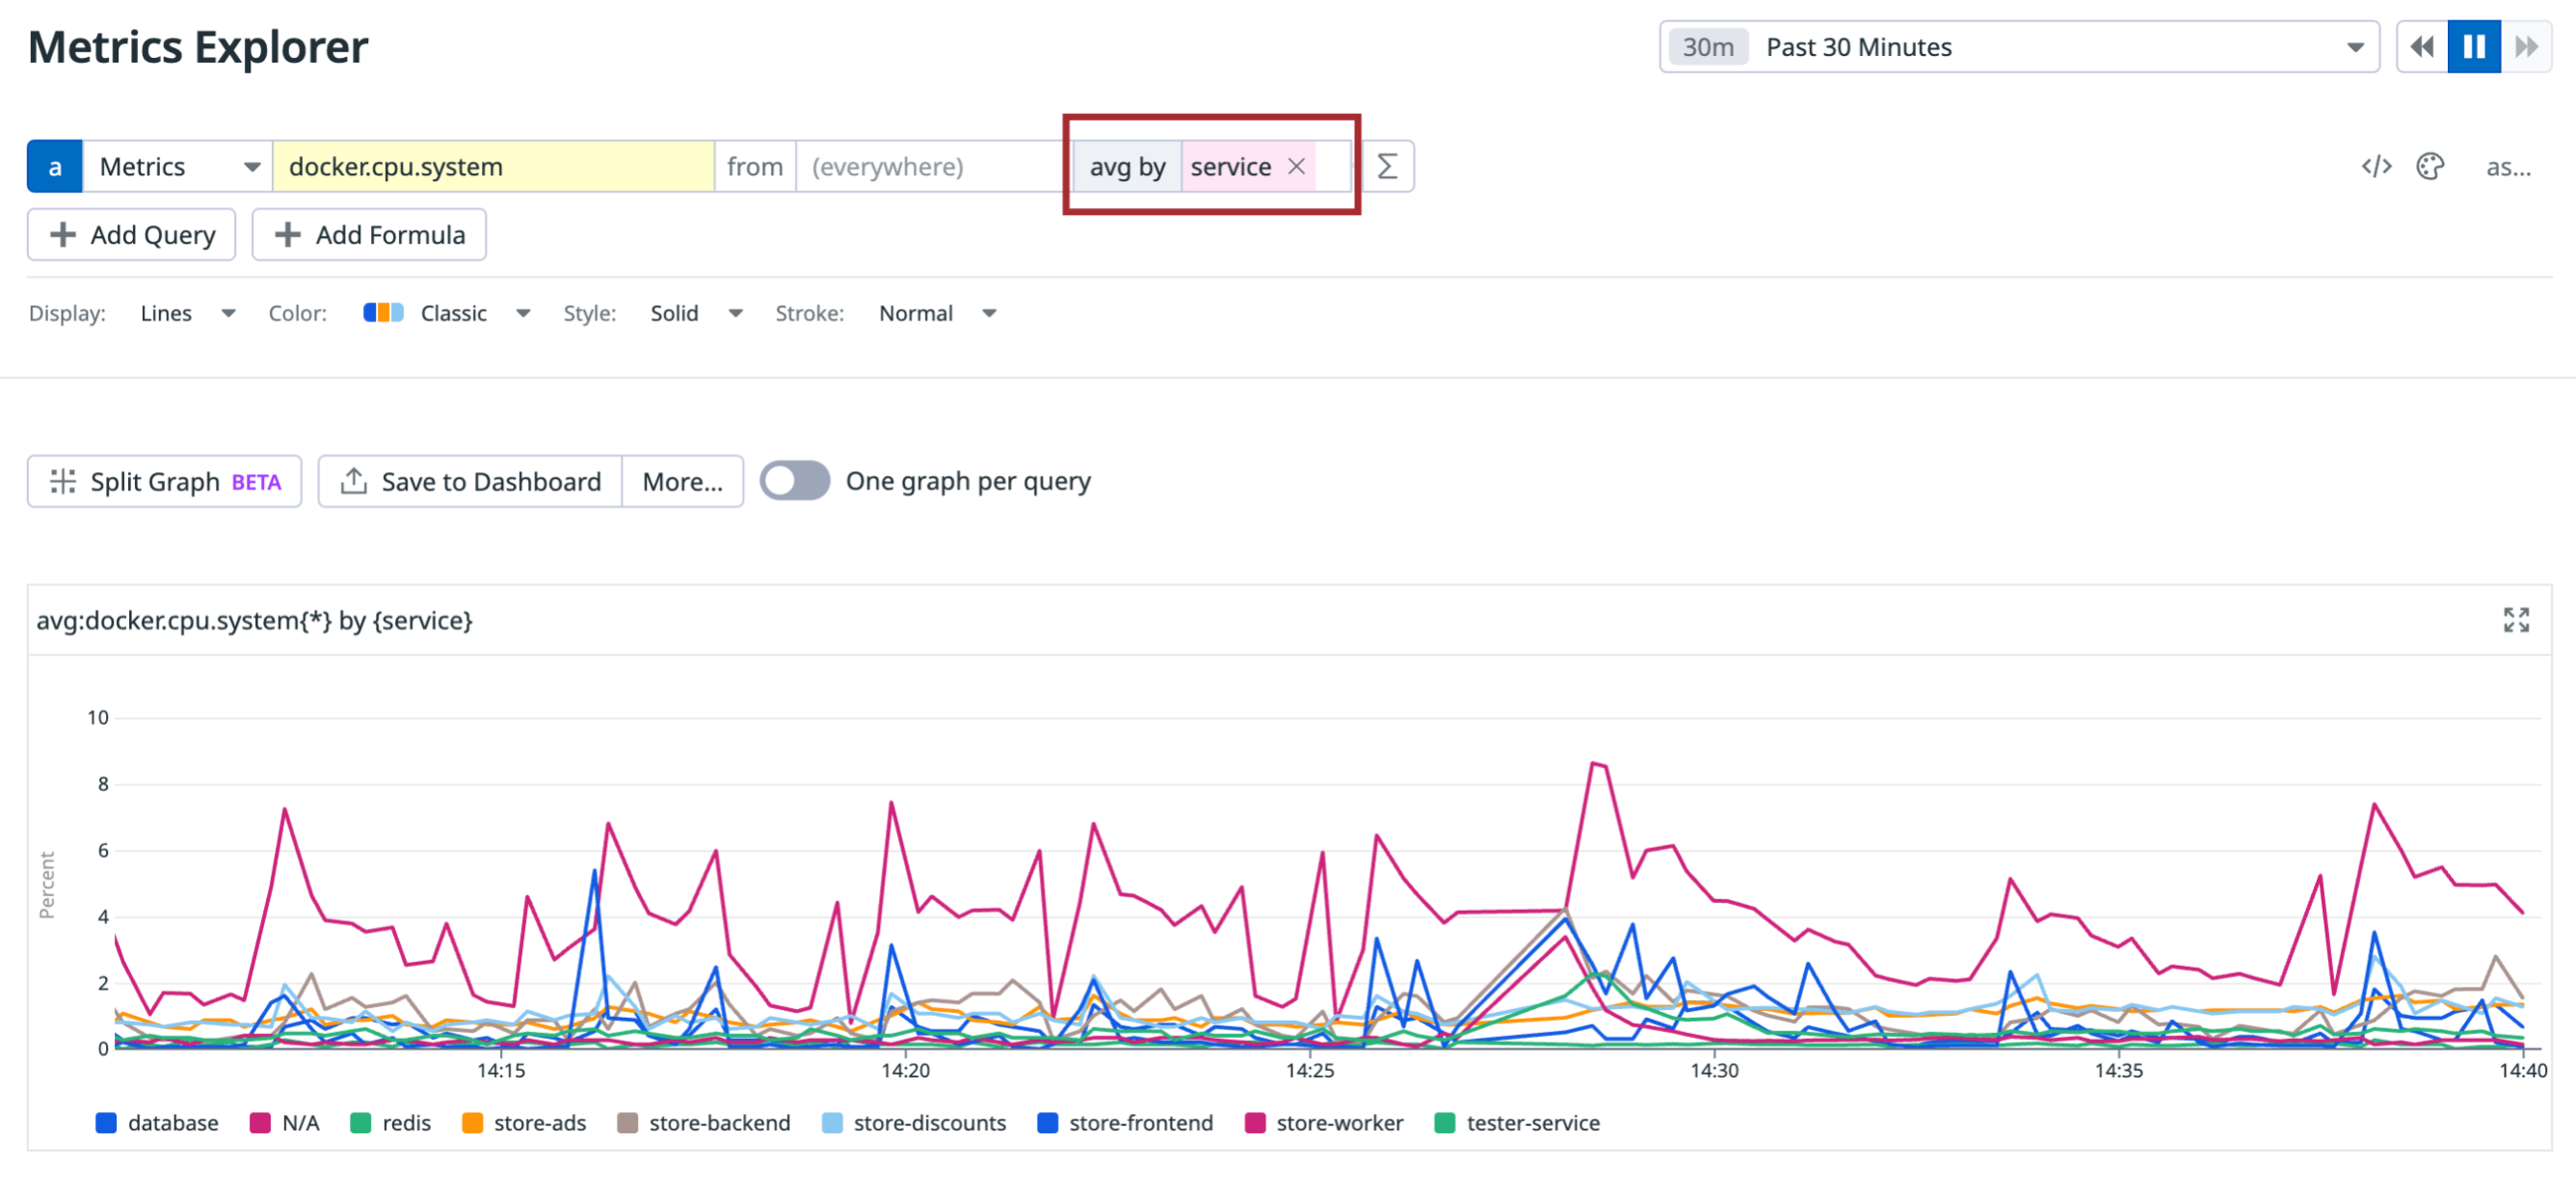 Metrics Explorer
30m Past 30 Minutes
a Metrics docker.cpu.system from (everywhere) avg by service Σ </> as...
Add Query Add Formula
Display: Lines Color: Classic Style: Solid Stroke: Normal
Split Graph BETA Save to Dashboard More... One graph per query
avg:docker.cpu.system{*} by {service}
Percent
10
8
6
4
2
0
14:15 14:20 14:25 14:30 14:35 14:40
database N/A redis store-ads store-backend store-discounts store-frontend store-worker tester-service